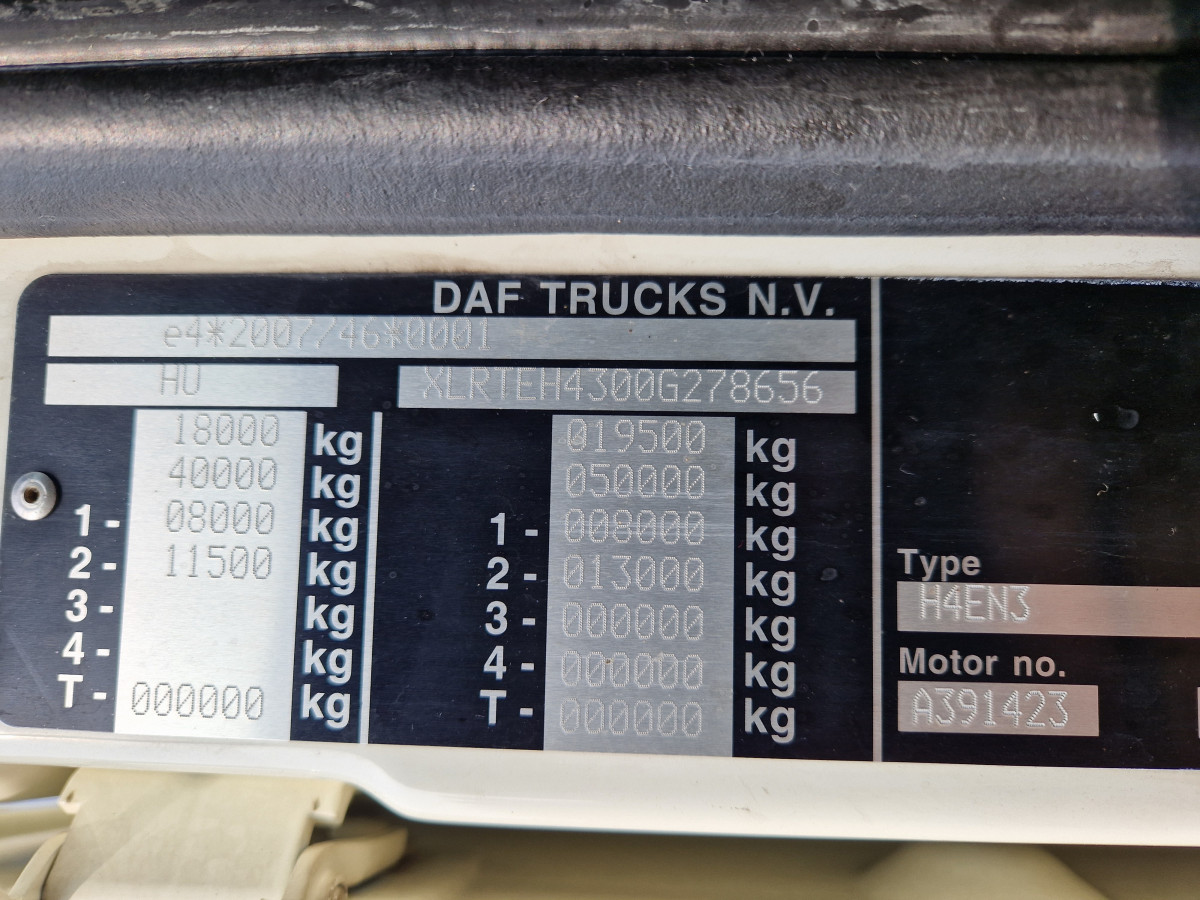 DAF TRUCKS N.V.
e4*2007/46*0001
HU XLRTEH4300G278656
18000 kg 019500 kg
40000 kg 050000 kg
1- 08000 kg 1- 008000 kg
2- 11500 kg 2- 013000 kg
3- kg 3- 000000 kg
4- kg 4- 000000 kg
T- 000000 kg T- 000000 kg
Type
H4EN3
Motor no.
A391423